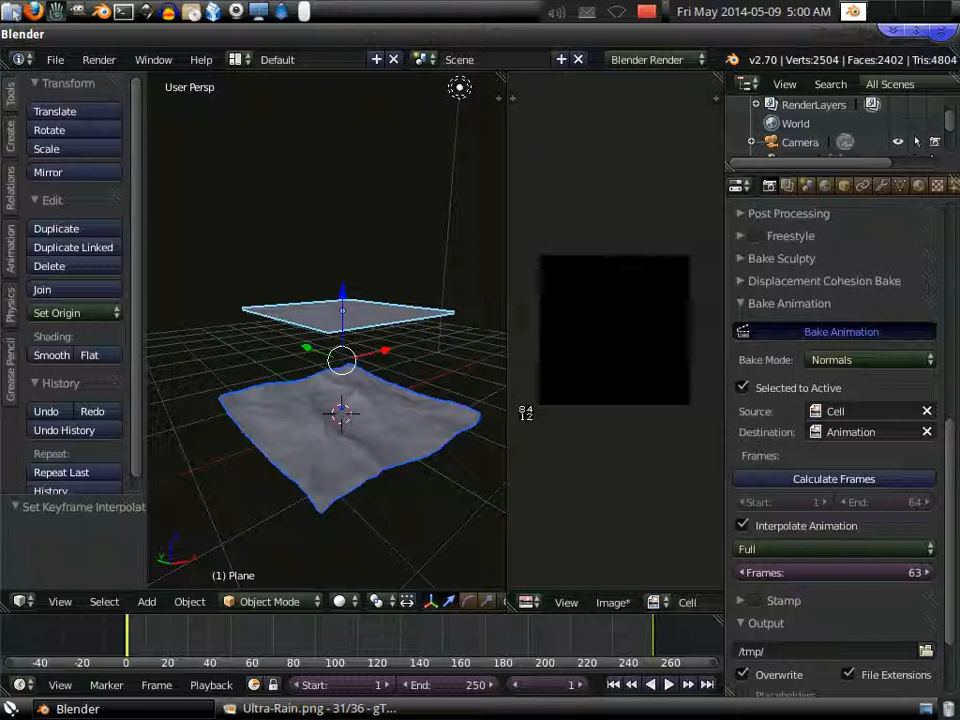 Fri May 2014-05-09 5:00 AM
Blender
File Render Window Help Default Scene Blender Render v2.70 | Verts:2504 | Faces:2402 | Tris:4804
Tools
Create
Relations
Animation
Physics
Grease Pencil
Transform
Translate
Rotate
Scale
Mirror
Edit
Duplicate
Duplicate Linked
Delete
Join
Set Origin
Shading:
Smooth Flat
History
Undo Redo
Undo History
Repeat:
Repeat Last
History
Set Keyframe Interpolat
User Persp
(1) Plane
View Select Add Object Object Mode
84
12
View Image* Cell
View Search All Scenes
RenderLayers
World
Camera
Post Processing
Freestyle
Bake Sculpty
Displacement Cohesion Bake
Bake Animation
Bake Animation
Bake Mode: Normals
Selected to Active
Source: Cell
Destination: Animation
Frames:
Calculate Frames
Start: 1 End: 64
Interpolate Animation
Full
Frames: 63
Stamp
Output
/tmp/
Overwrite File Extensions
Placeholders
-40 -20 0 20 40 60 80 100 120 140 160 180 200 220 240 260
View Marker Frame Playback Start: 1 End: 250 1
Blender Ultra-Rain.png - 31/36 - gT...